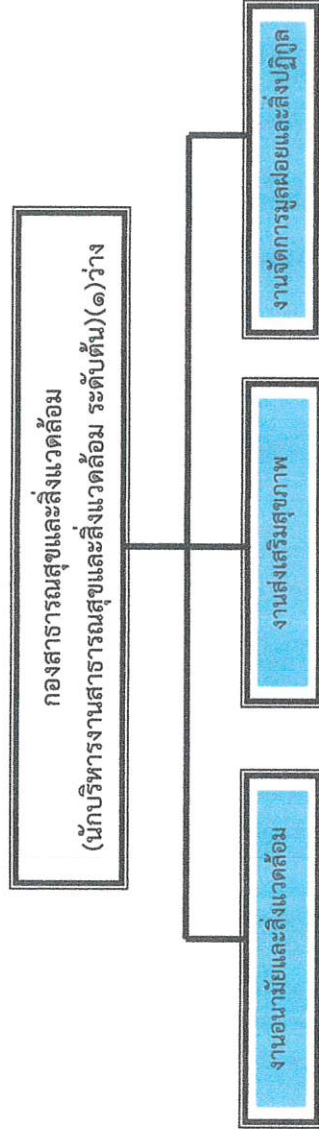 กองสาธารณสุขและสิ่งแวดล้อม
(นักบริหารงานสาธารณสุขและสิ่งแวดล้อม ระดับต้น)(๑)ว่าง
งานอนามัยและสิ่งแวดล้อม
งานส่งเสริมสุขภาพ
งานจัดการมูลฝอยและสิ่งปฏิกูล